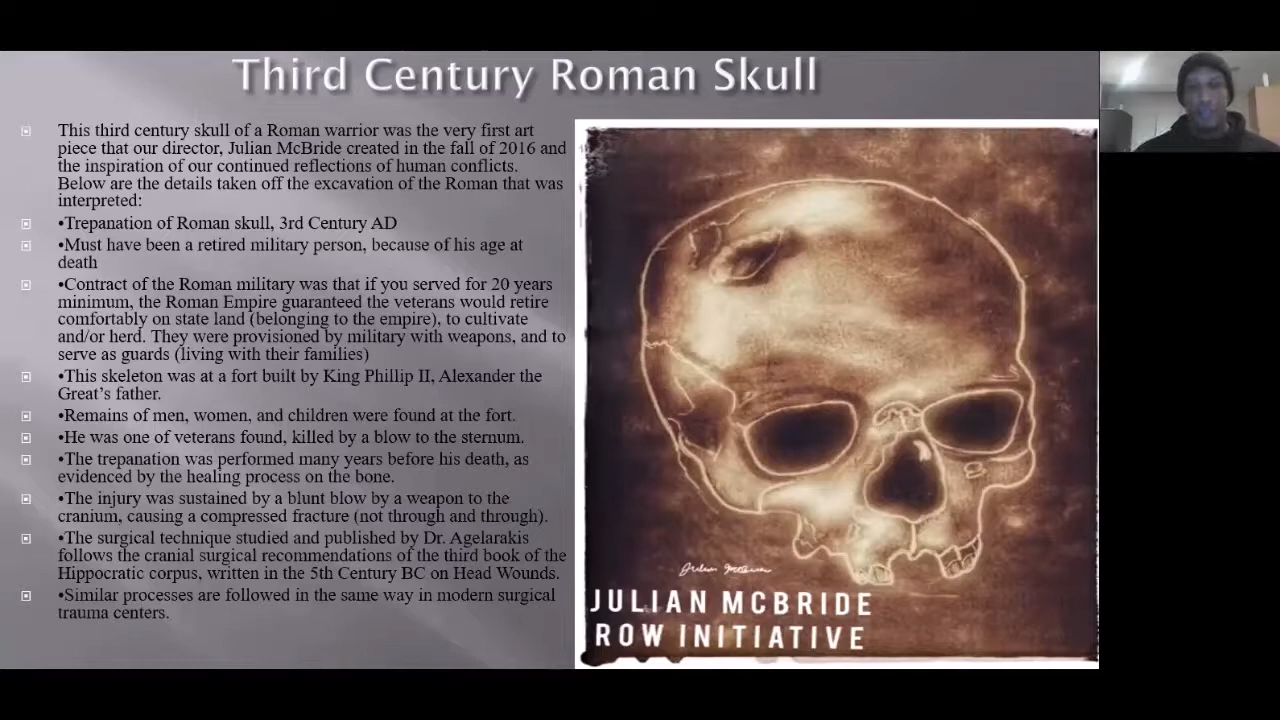 Third Century Roman Skull
This third century skull of a Roman warrior was the very first art
piece that our director, Julian McBride created in the fall of 2016 and
the inspiration of our continued reflections of human conflicts.
Below are the details taken off the excavation of the Roman that was
interpreted:
•Trepanation of Roman skull, 3rd Century AD
•Must have been a retired military person, because of his age at
death
•Contract of the Roman military was that if you served for 20 years
minimum, the Roman Empire guaranteed the veterans would retire
comfortably on state land (belonging to the empire), to cultivate
and/or herd. They were provisioned by military with weapons, and to
serve as guards (living with their families)
•This skeleton was at a fort built by King Phillip II, Alexander the
Great's father.
•Remains of men, women, and children were found at the fort.
•He was one of veterans found, killed by a blow to the sternum.
•The trepanation was performed many years before his death, as
evidenced by the healing process on the bone.
•The injury was sustained by a blunt blow by a weapon to the
cranium, causing a compressed fracture (not through and through).
•The surgical technique studied and published by Dr. Agelarakis
follows the cranial surgical recommendations of the third book of the
Hippocratic corpus, written in the 5th Century BC on Head Wounds.
•Similar processes are followed in the same way in modern surgical
trauma centers.
Julian McBride
JULIAN MCBRIDE
ROW INITIATIVE